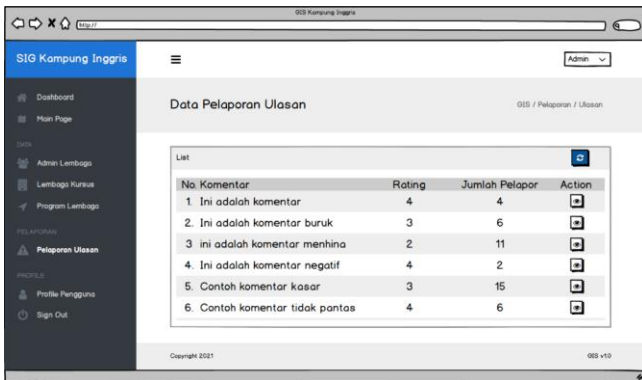 GIS Kampung Inggris
http://
SIG Kampung Inggris
Admin
Dashboard
Main Page
Data Pelaporan Ulasan
GIS / Pelaporan / Ulasan
DATA
Admin Lembaga
Lembaga Kursus
Program Lembaga
PELAPORAN
Pelaporan Ulasan
PROFILE
Profile Pengguna
Sign Out
List
No. Komentar Rating Jumlah Pelapor Action
1. Ini adalah komentar 4 4
2. Ini adalah komentar buruk 3 6
3 ini adalah komentar menhina 2 11
4. Ini adalah komentar negatif 4 2
5. Contoh komentar kasar 3 15
6. Contoh komentar tidak pantas 4 6
Copyright 2021
GIS v1.0